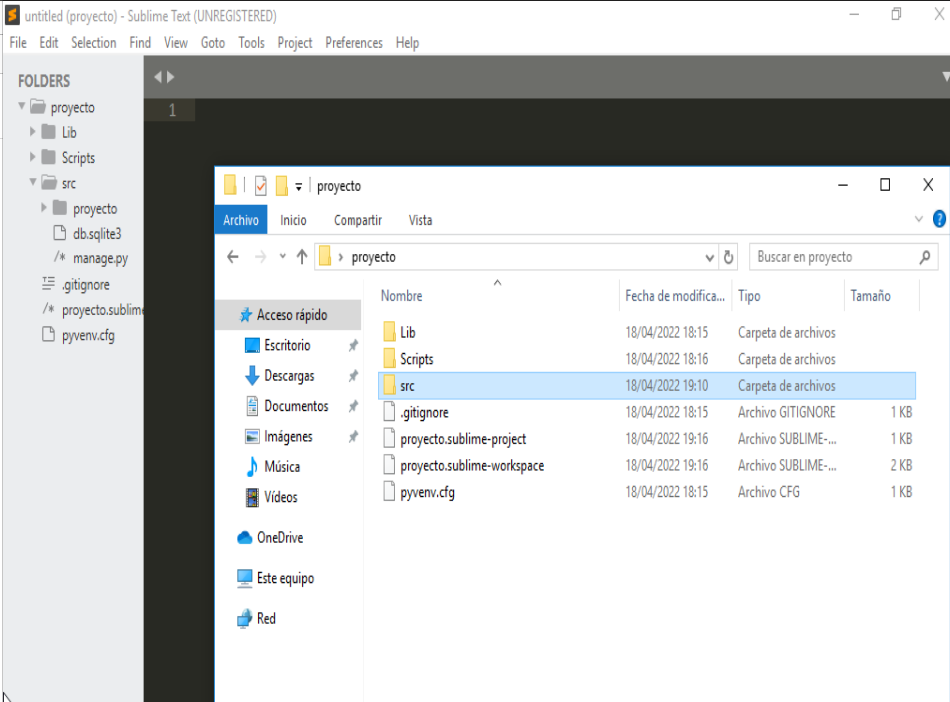 untitled (proyecto) - Sublime Text (UNREGISTERED)
File Edit Selection Find View Goto Tools Project Preferences Help
FOLDERS
proyecto
Lib
Scripts
src
proyecto
db.sqlite3
/* manage.py
.gitignore
/* proyecto.sublime
pyvenv.cfg
1
proyecto
Archivo Inicio Compartir Vista
proyecto
Buscar en proyecto
Acceso rápido
Escritorio
Descargas
Documentos
Imágenes
Música
Vídeos
OneDrive
Este equipo
Red
Nombre Fecha de modifica... Tipo Tamaño
Lib 18/04/2022 18:15 Carpeta de archivos
Scripts 18/04/2022 18:16 Carpeta de archivos
src 18/04/2022 19:10 Carpeta de archivos
.gitignore 18/04/2022 18:15 Archivo GITIGNORE 1 KB
proyecto.sublime-project 18/04/2022 19:16 Archivo SUBLIME-... 1 KB
proyecto.sublime-workspace 18/04/2022 19:16 Archivo SUBLIME-... 2 KB
pyvenv.cfg 18/04/2022 18:15 Archivo CFG 1 KB